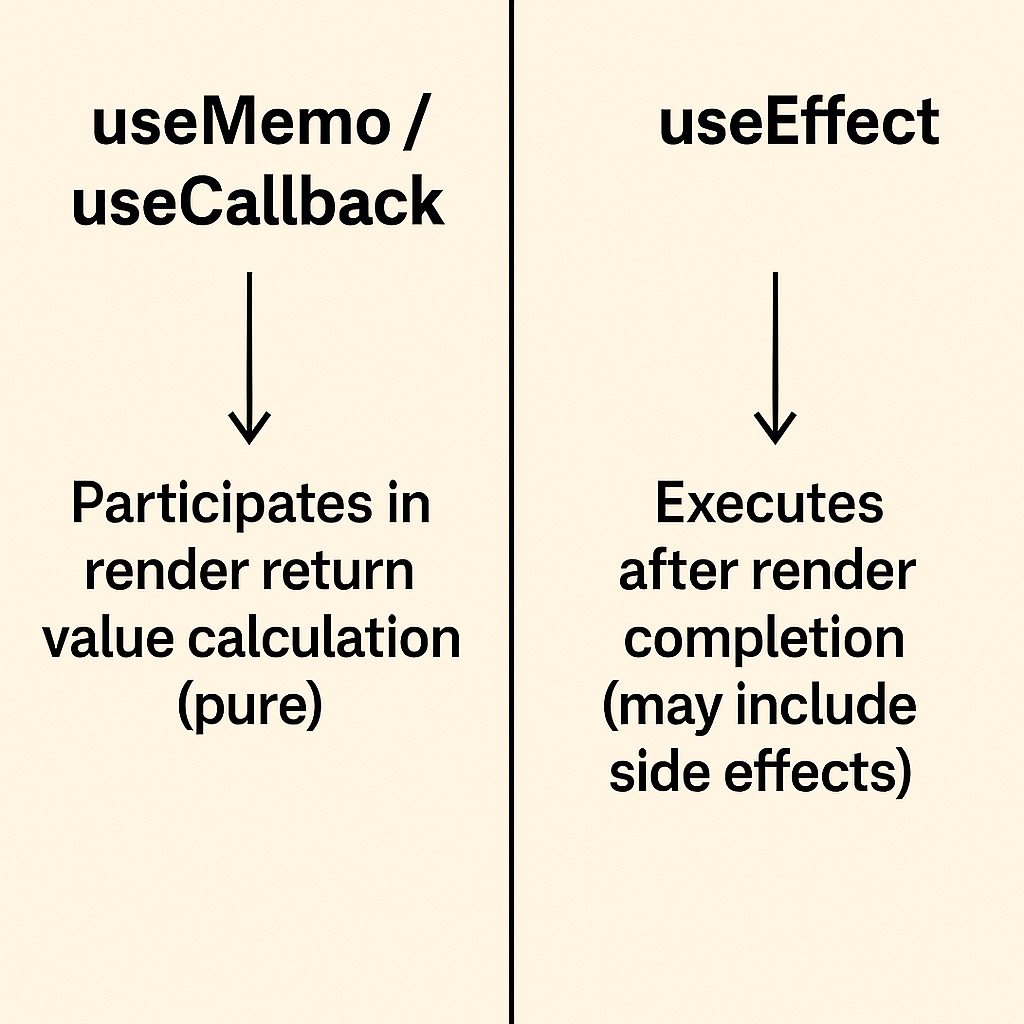 useMemo /
useCallback
Participates in
render return
value calculation
(pure)
useEffect
Executes
after render
completion
(may include
side effects)